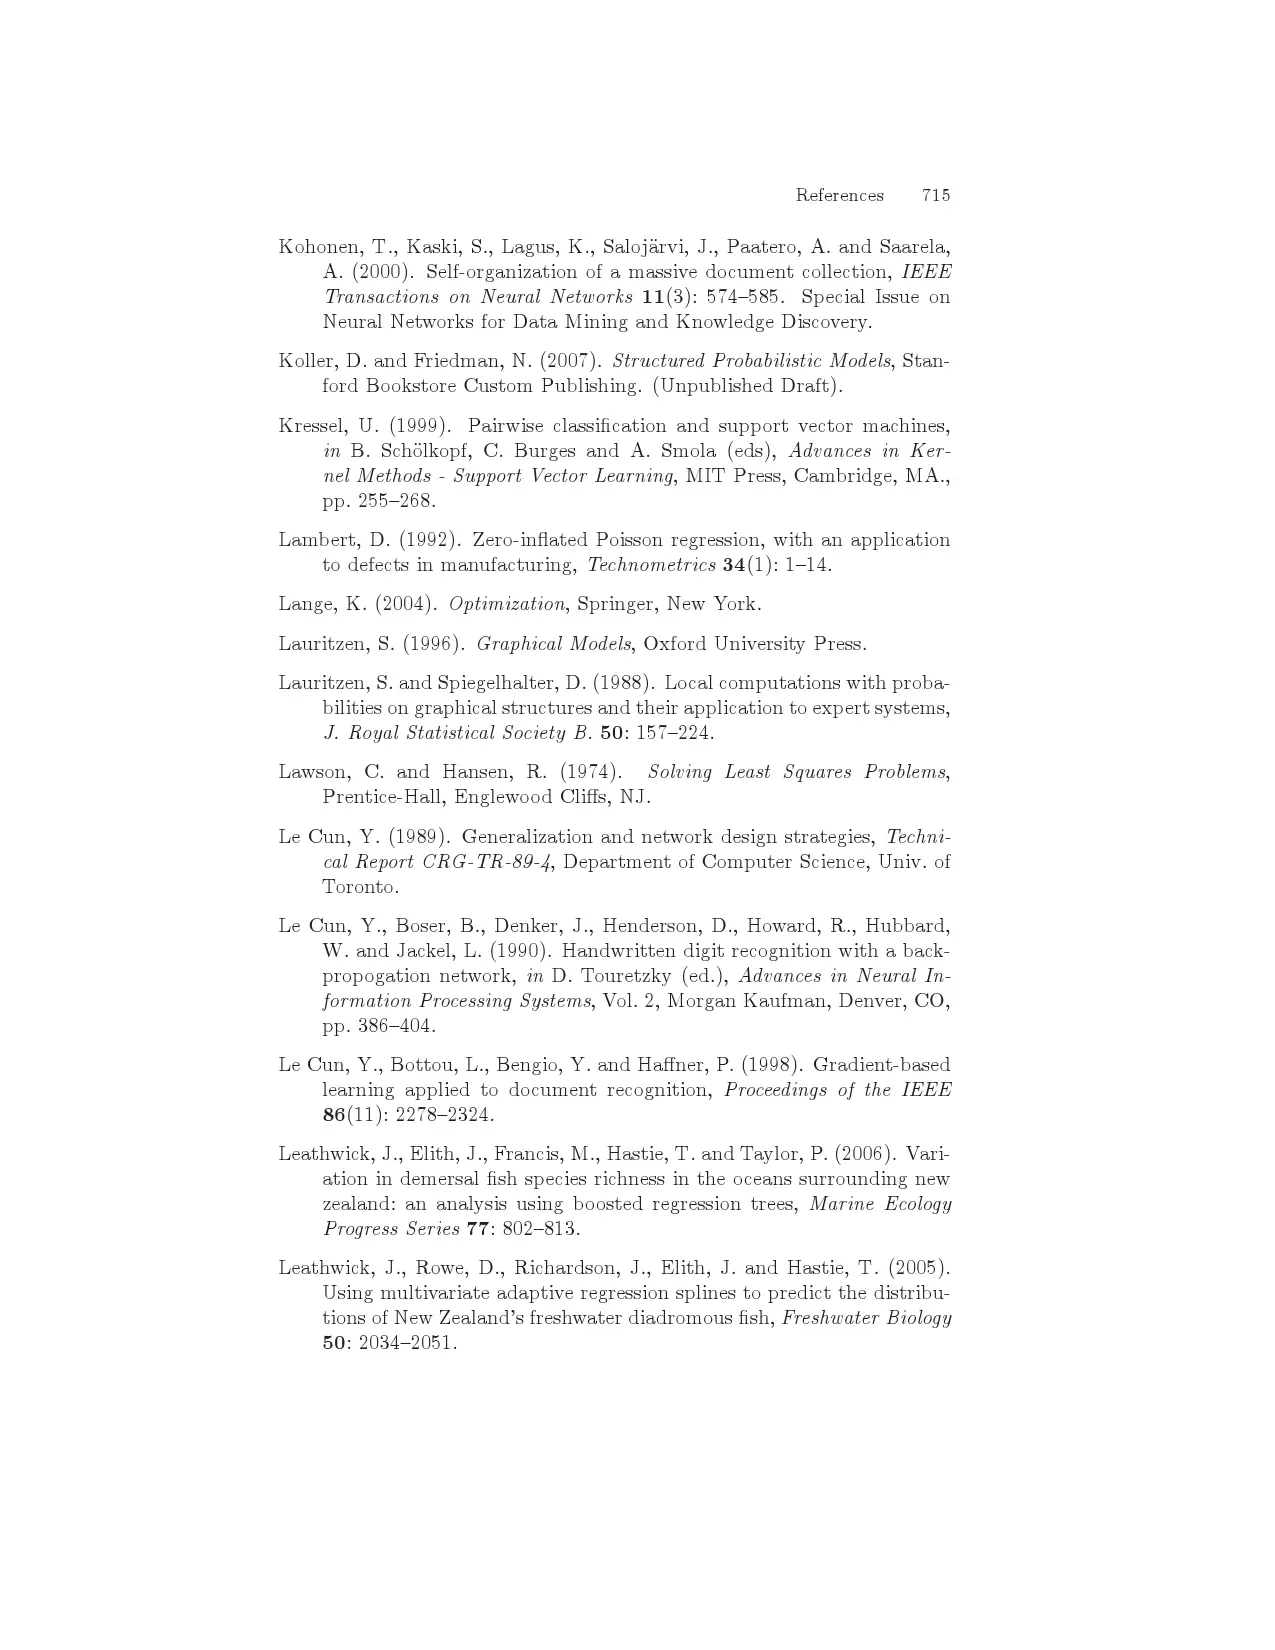 References 715
Kohonen, T., Kaski, S., Lagus, K., Salojärvi, J., Paatero, A. and Saarela,
A. (2000). Self-organization of a massive document collection, IEEE
Transactions on Neural Networks 11(3): 574–585. Special Issue on
Neural Networks for Data Mining and Knowledge Discovery.
Koller, D. and Friedman, N. (2007). Structured Probabilistic Models, Stan-
ford Bookstore Custom Publishing. (Unpublished Draft).
Kressel, U. (1999). Pairwise classification and support vector machines,
in B. Schölkopf, C. Burges and A. Smola (eds), Advances in Ker-
nel Methods - Support Vector Learning, MIT Press, Cambridge, MA.,
pp. 255–268.
Lambert, D. (1992). Zero-inflated Poisson regression, with an application
to defects in manufacturing, Technometrics 34(1): 1–14.
Lange, K. (2004). Optimization, Springer, New York.
Lauritzen, S. (1996). Graphical Models, Oxford University Press.
Lauritzen, S. and Spiegelhalter, D. (1988). Local computations with proba-
bilities on graphical structures and their application to expert systems,
J. Royal Statistical Society B. 50: 157–224.
Lawson, C. and Hansen, R. (1974). Solving Least Squares Problems,
Prentice-Hall, Englewood Cliffs, NJ.
Le Cun, Y. (1989). Generalization and network design strategies, Techni-
cal Report CRG-TR-89-4, Department of Computer Science, Univ. of
Toronto.
Le Cun, Y., Boser, B., Denker, J., Henderson, D., Howard, R., Hubbard,
W. and Jackel, L. (1990). Handwritten digit recognition with a back-
propogation network, in D. Touretzky (ed.), Advances in Neural In-
formation Processing Systems, Vol. 2, Morgan Kaufman, Denver, CO,
pp. 386–404.
Le Cun, Y., Bottou, L., Bengio, Y. and Haffner, P. (1998). Gradient-based
learning applied to document recognition, Proceedings of the IEEE
86(11): 2278–2324.
Leathwick, J., Elith, J., Francis, M., Hastie, T. and Taylor, P. (2006). Vari-
ation in demersal fish species richness in the oceans surrounding new
zealand: an analysis using boosted regression trees, Marine Ecology
Progress Series 77: 802–813.
Leathwick, J., Rowe, D., Richardson, J., Elith, J. and Hastie, T. (2005).
Using multivariate adaptive regression splines to predict the distribu-
tions of New Zealand's freshwater diadromous fish, Freshwater Biology
50: 2034–2051.